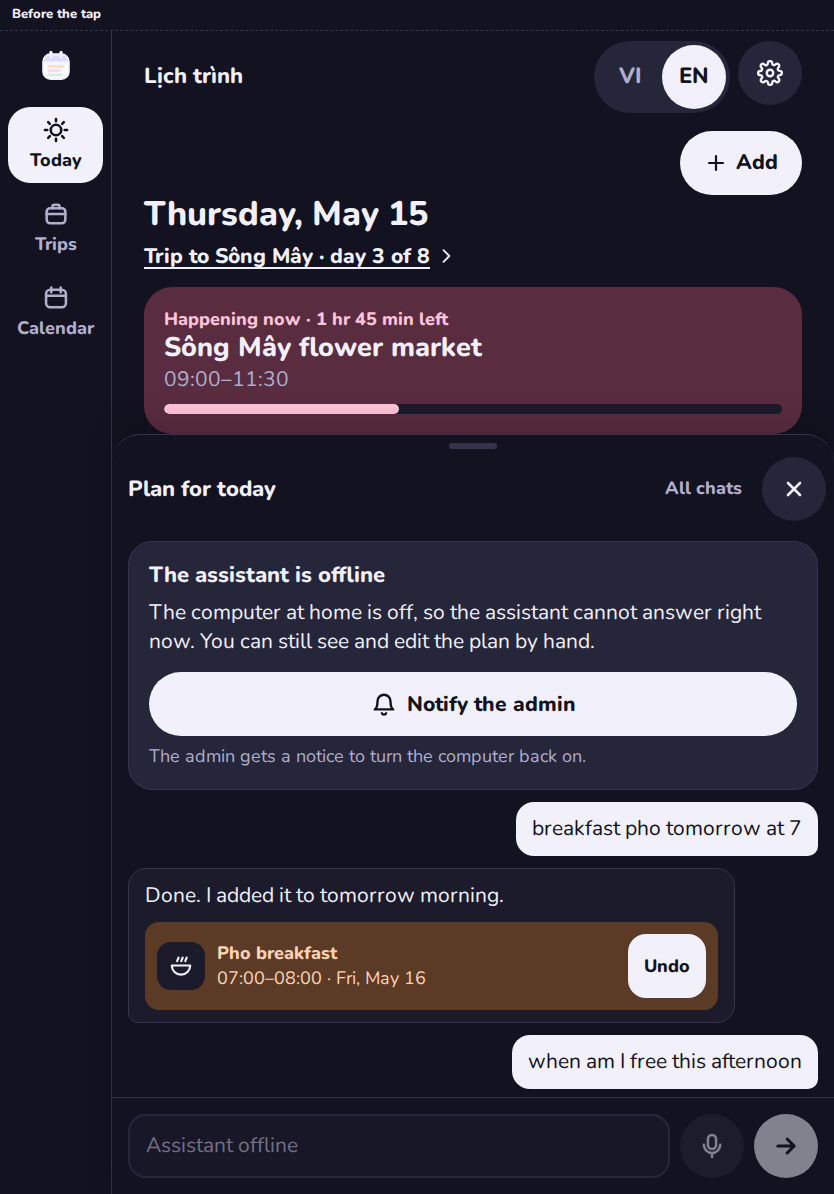 Before the tap
Lịch trình
VI
EN
Today
Add
Trips
Thursday, May 15
Trip to Sông Mây · day 3 of 8
Calendar
Happening now · 1 hr 45 min left
Sông Mây flower market
09:00–11:30
Plan for today
All chats
The assistant is offline
The computer at home is off, so the assistant cannot answer right
now. You can still see and edit the plan by hand.
Notify the admin
The admin gets a notice to turn the computer back on.
breakfast pho tomorrow at 7
Done. I added it to tomorrow morning.
Pho breakfast
07:00–08:00 · Fri, May 16
Undo
when am I free this afternoon
Assistant offline